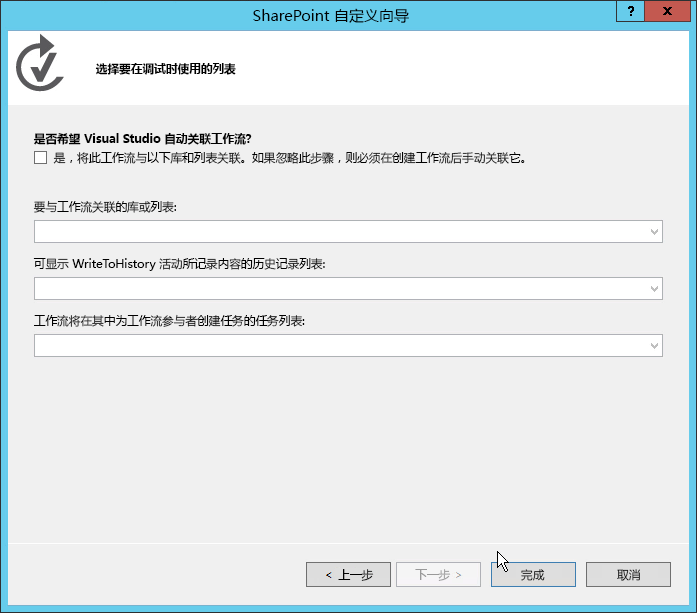 SharePoint 自定义向导
?
x
选择要在调试时使用的列表
是否希望 Visual Studio 自动关联工作流?
是，将此工作流与以下库和列表关联。如果忽略此步骤，则必须在创建工作流后手动关联它。
要与工作流关联的库或列表:
可显示 WriteToHistory 活动所记录内容的历史记录列表:
工作流将在其中为工作流参与者创建任务的任务列表:
< 上一步
下一步 >
完成
取消